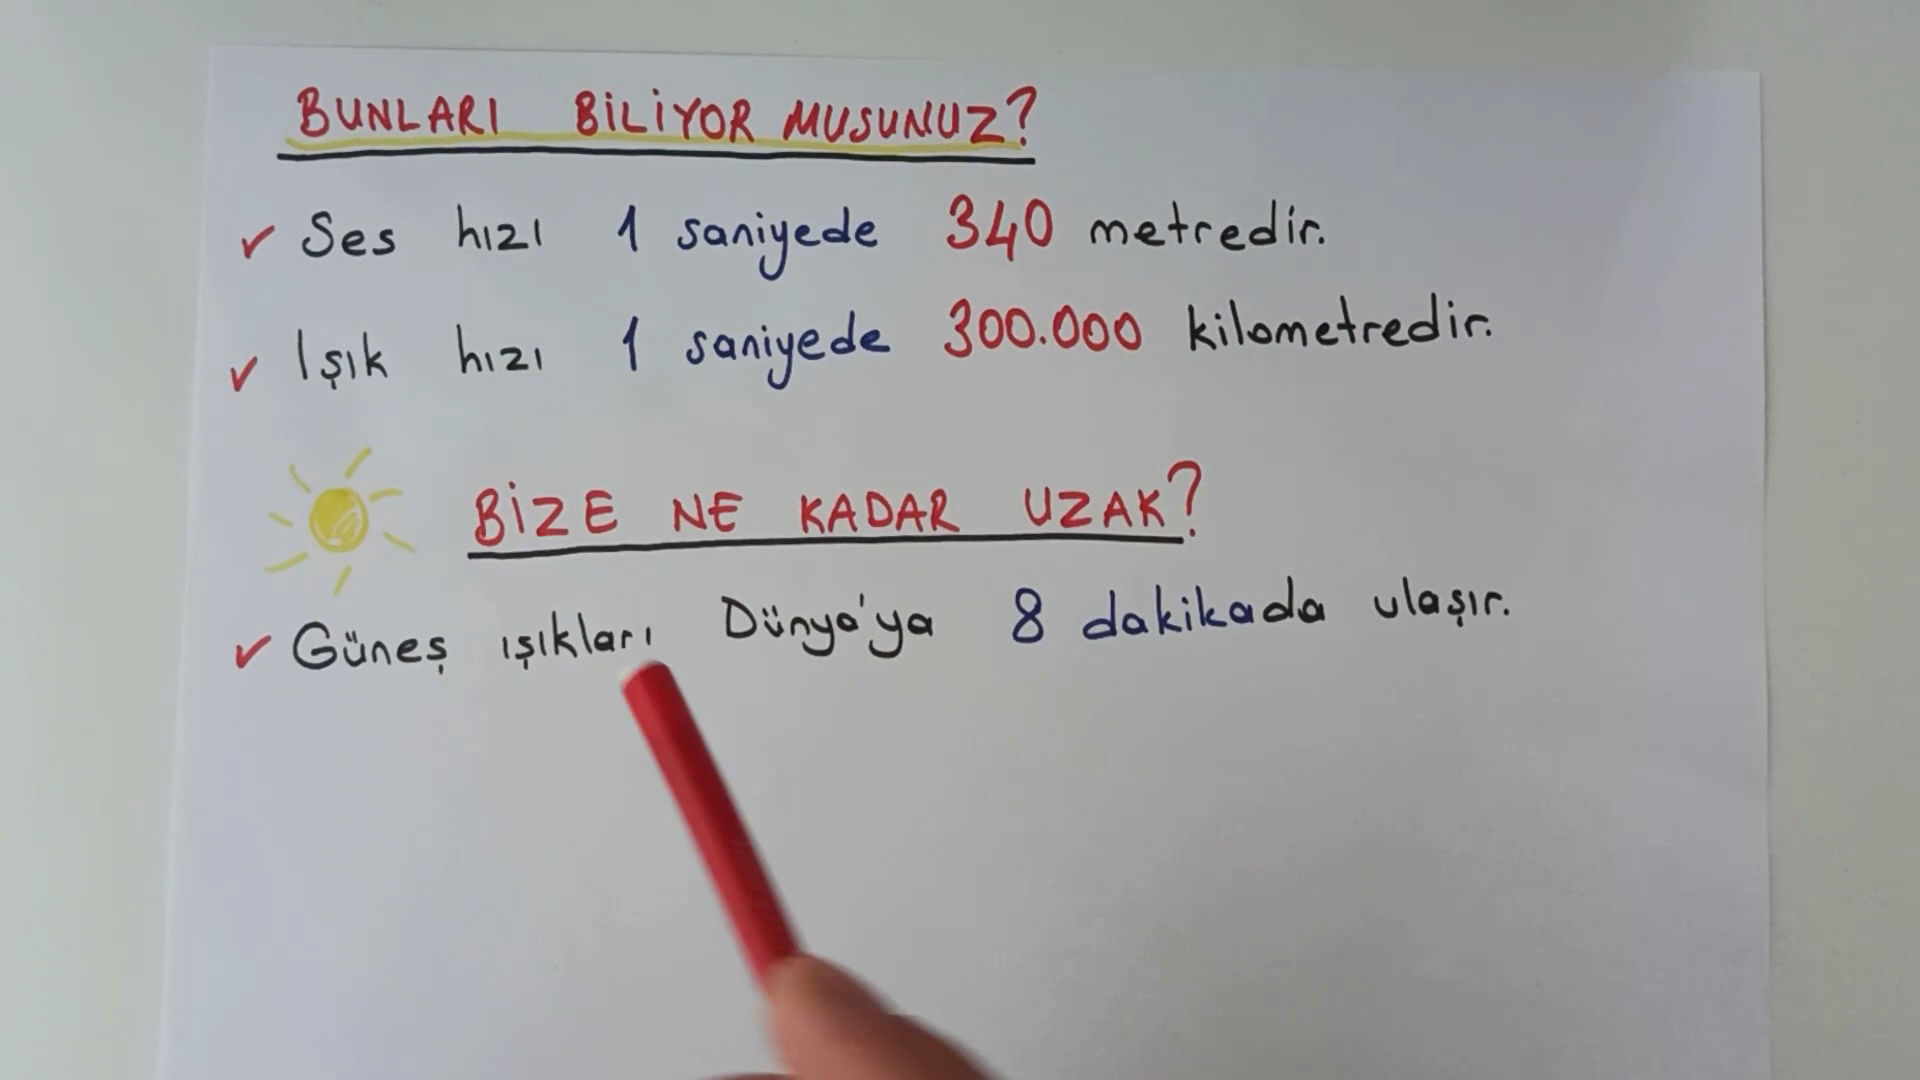 BUNLARI BİLİYOR MUSUNUZ?
Ses hızı 1 saniyede 340 metredir.
Işık hızı 1 saniyede 300.000 kilometredir.
BİZE NE KADAR UZAK?
Güneş ışıkları Dünya'ya 8 dakikada ulaşır.